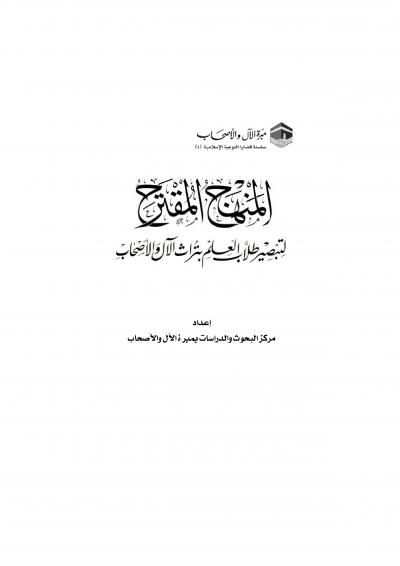 مبرة الآل والأصحاب
سلسلة قضايا التوعية الإسلامية (٤)
المنهج المقترح
لتبصير طلاب العلم بتراث الآل والأصحاب
إعداد
مركز البحوث والدراسات بمبرة الآل والأصحاب